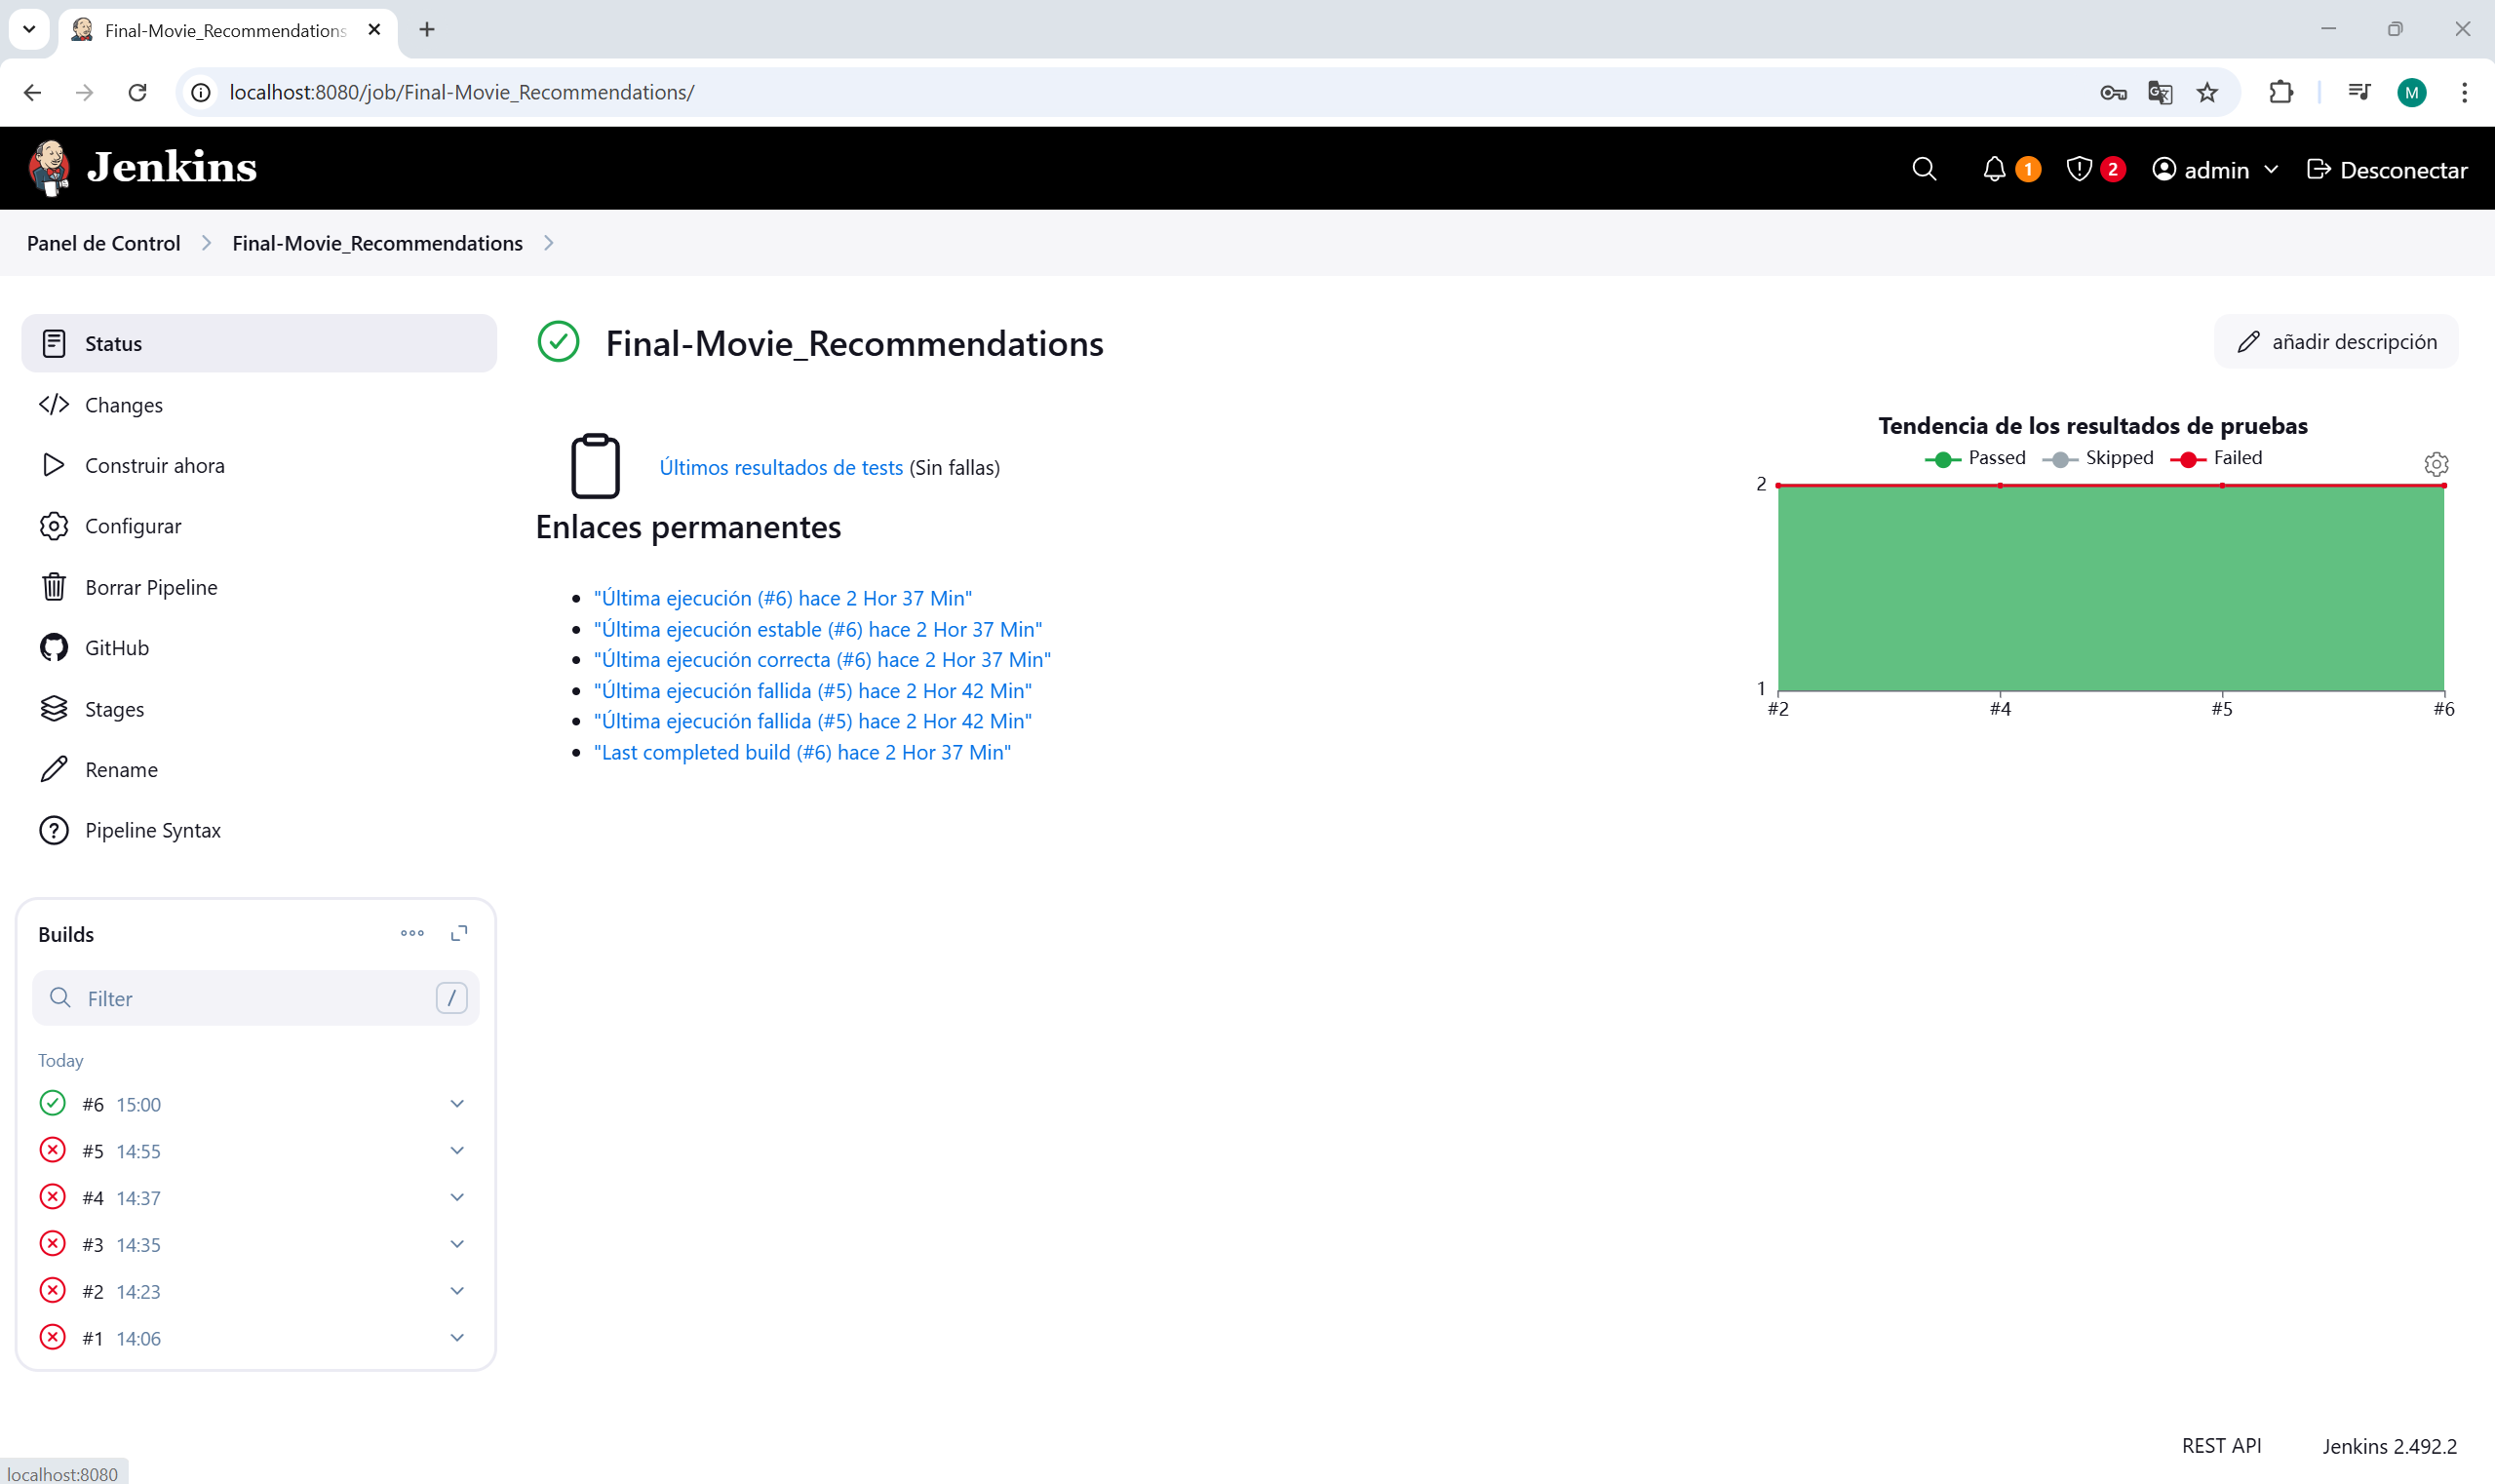 Final-Movie_Recommendations
localhost:8080/job/Final-Movie_Recommendations/
M
Jenkins
1
2
admin
Desconectar
Panel de Control
Final-Movie_Recommendations
Status
Changes
Construir ahora
Configurar
Borrar Pipeline
GitHub
Stages
Rename
Pipeline Syntax
Builds
Filter
/
Today
#6 15:00
#5 14:55
#4 14:37
#3 14:35
#2 14:23
#1 14:06
Final-Movie_Recommendations
añadir descripción
Últimos resultados de tests (Sin fallas)
Enlaces permanentes
"Última ejecución (#6) hace 2 Hor 37 Min"
"Última ejecución estable (#6) hace 2 Hor 37 Min"
"Última ejecución correcta (#6) hace 2 Hor 37 Min"
"Última ejecución fallida (#5) hace 2 Hor 42 Min"
"Última ejecución fallida (#5) hace 2 Hor 42 Min"
"Last completed build (#6) hace 2 Hor 37 Min"
Tendencia de los resultados de pruebas
Passed Skipped Failed
2
1
#2 #4 #5 #6
REST API
Jenkins 2.492.2
localhost:8080